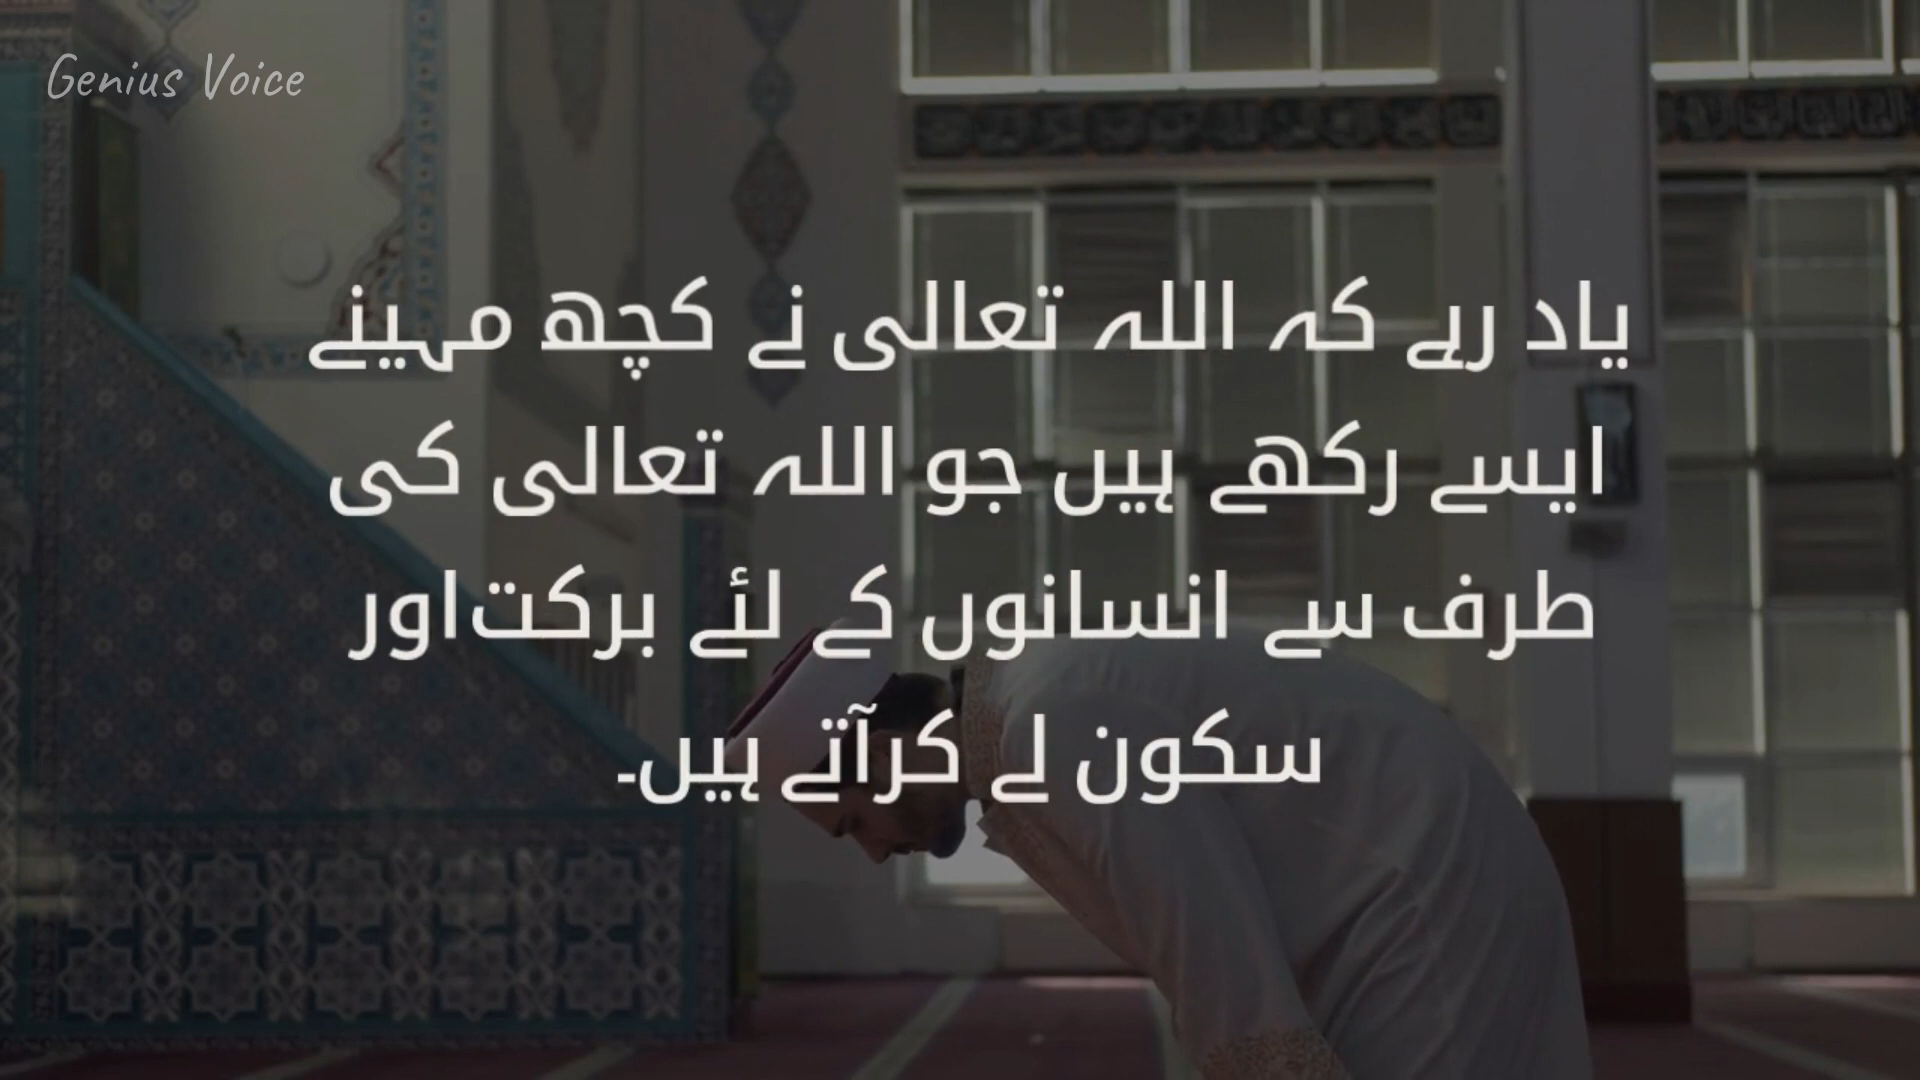 Genius Voice
یاد رہے کہ اللہ تعالی نے کچھ مہینے
ایسے رکھے ہیں جو اللہ تعالی کی
طرف سے انسانوں کے لئے برکت اور
سکون لے کر آتے ہیں۔